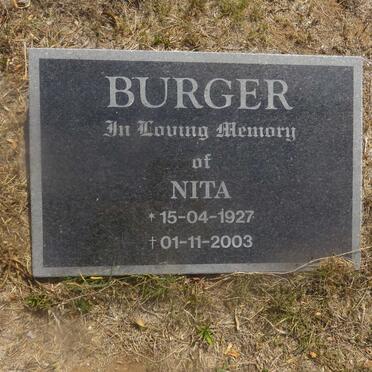 BURGER
In Loving Memory
of
NITA
* 15-04-1927
† 01-11-2003